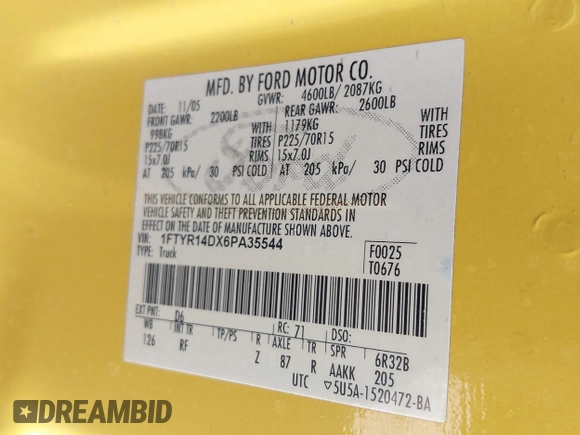 MFD. BY FORD MOTOR CO.
DATE: 11/05 GVWR: 4600LB/ 2087KG
FRONT GAWR: 2200LB REAR GAWR: 2600LB
998KG WITH 1179KG WITH
P225/70R15 TIRES P225/70R15 TIRES
15x7.0J RIMS 15x7.0J RIMS
AT 205 kPa/ 30 PSI COLD AT 205 kPa/ 30 PSI COLD
THIS VEHICLE CONFORMS TO ALL APPLICABLE FEDERAL MOTOR
VEHICLE SAFETY AND THEFT PREVENTION STANDARDS IN
EFFECT ON THE DATE OF MANUFACTURE SHOWN ABOVE.
VIN: 1FTYR14DX6PA35544
TYPE: Truck
F0025
T0676
EXT PNT: D6 RC: 71 DSO:
WB INT TR TP/PS R AXLE TR SPR 6R32B
126 RF Z 87 R AAKK 205
UTC ▽5U5A-1520472-BA
DREAMBID